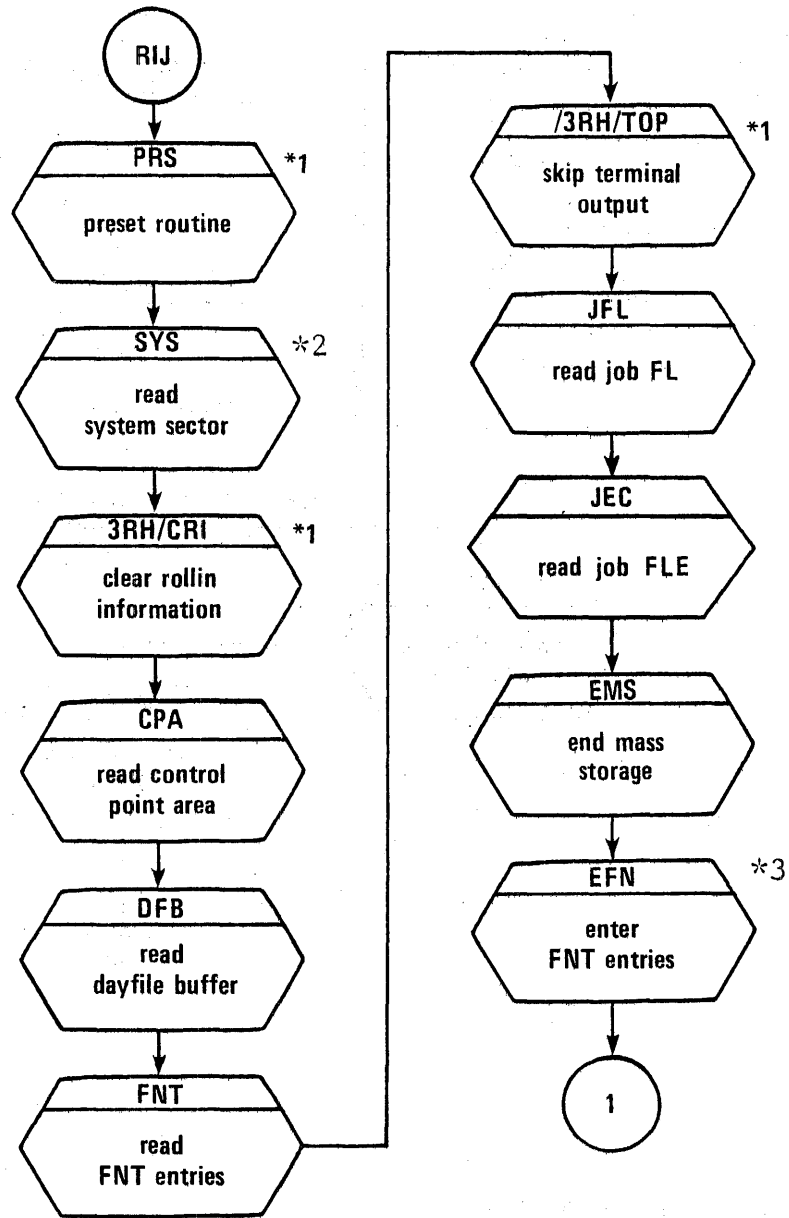 RIJ
PRS *1
preset routine
SYS *2
read
system sector
3RH/CRI *1
clear rollin
information
CPA
read control
point area
DFB
read
dayfile buffer
FNT
read
FNT entries
/3RH/TOP *1
skip terminal
output
JFL
read job FL
JEC
read job FLE
EMS
end mass
storage
EFN *3
enter
FNT entries
1